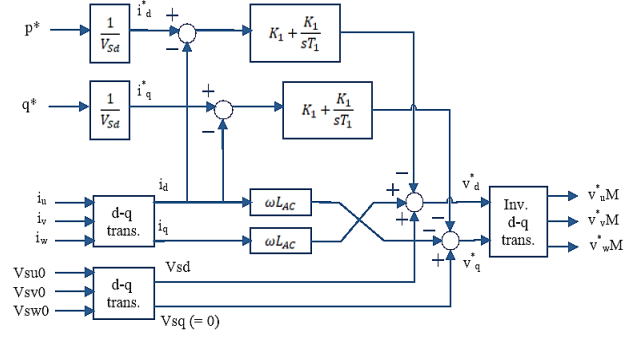 p*
1
V_Sd
i*_d
+
−
K_1 + K_1
sT_1
q*
1
V_Sd
i*_q
+
−
K_1 + K_1
sT_1
i_u
i_v
i_w
d-q
trans.
i_d
i_q
ωL_AC
ωL_AC
−
+
+
v*_d
−
−
+
v*_q
Inv.
d-q
trans.
v*_uM
v*_vM
v*_wM
Vsu0
Vsv0
Vsw0
d-q
trans.
Vsd
Vsq (= 0)